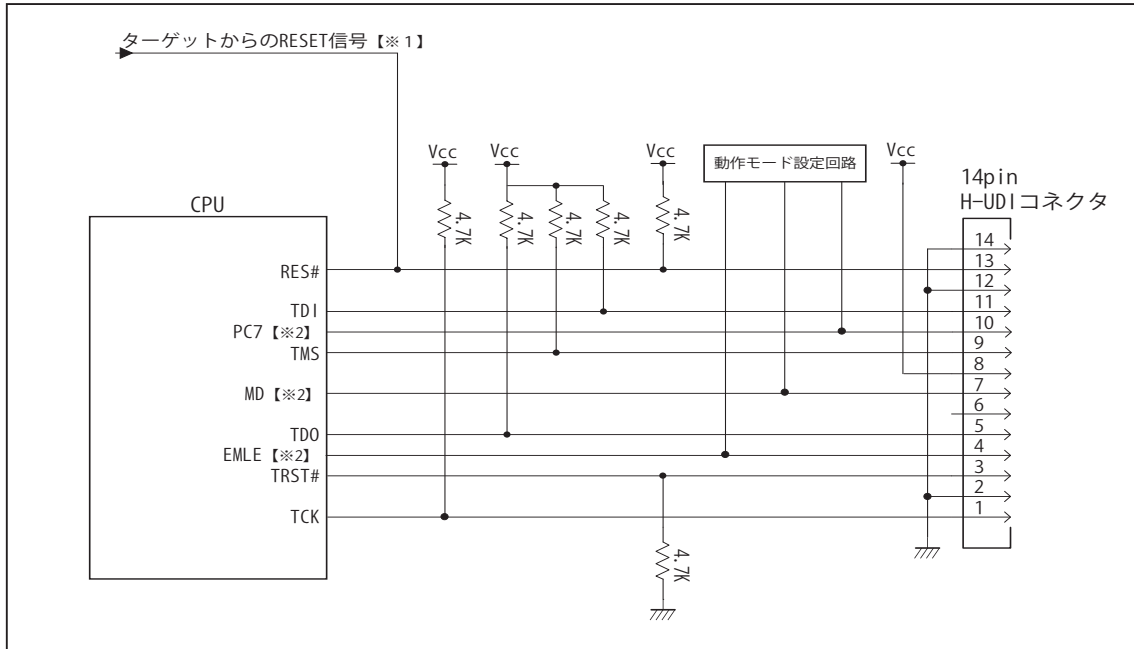 ターゲットからのRESET信号【※1】
Vcc
Vcc
Vcc
動作モード設定回路
Vcc
14pin
H-UDIコネクタ
CPU
4.7K
4.7K
4.7K
4.7K
4.7K
14
RES#
13
12
TDI
11
PC7【※2】
10
TMS
9
8
MD【※2】
7
6
TDO
5
EMLE【※2】
4
TRST#
3
2
TCK
1
4.7K